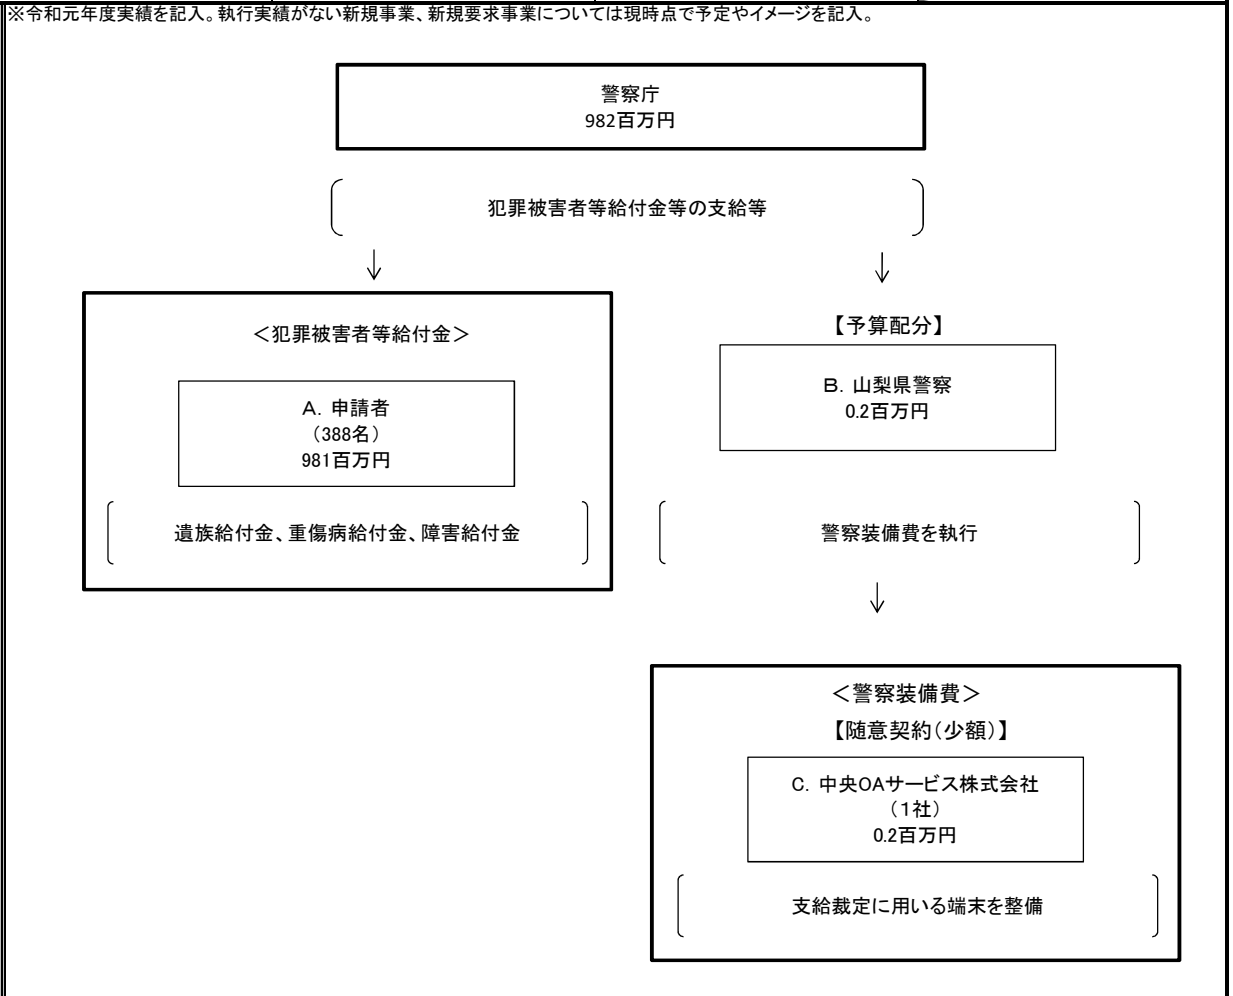 ※令和元年度実績を記入。執行実績がない新規事業、新規要求事業については現時点で予定やイメージを記入。
警察庁
982百万円
犯罪被害者等給付金等の支給等
＜犯罪被害者等給付金＞
A．申請者
（388名）
981百万円
遺族給付金、重傷病給付金、障害給付金
【予算配分】
B．山梨県警察
0.2百万円
警察装備費を執行
＜警察装備費＞
【随意契約（少額）】
C．中央OAサービス株式会社
（1社）
0.2百万円
支給裁定に用いる端末を整備